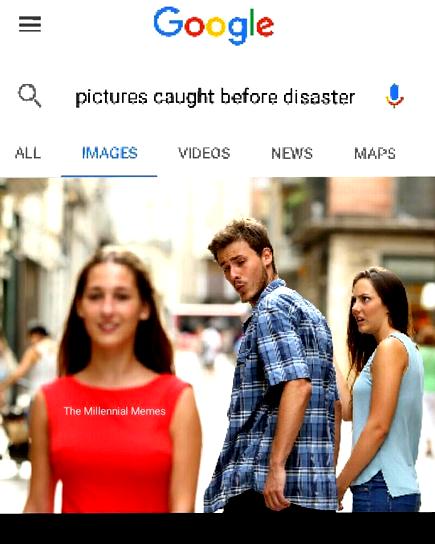 Google
pictures caught before disaster
ALL IMAGES VIDEOS NEWS MAPS
The Millennial Memes